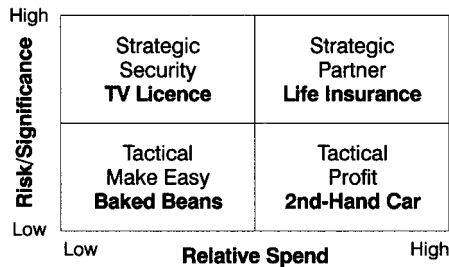 High
Strategic
Security
TV Licence
Strategic
Partner
Life Insurance
Risk/Significance
Tactical
Make Easy
Baked Beans
Tactical
Profit
2nd-Hand Car
Low
Low
Relative Spend
High